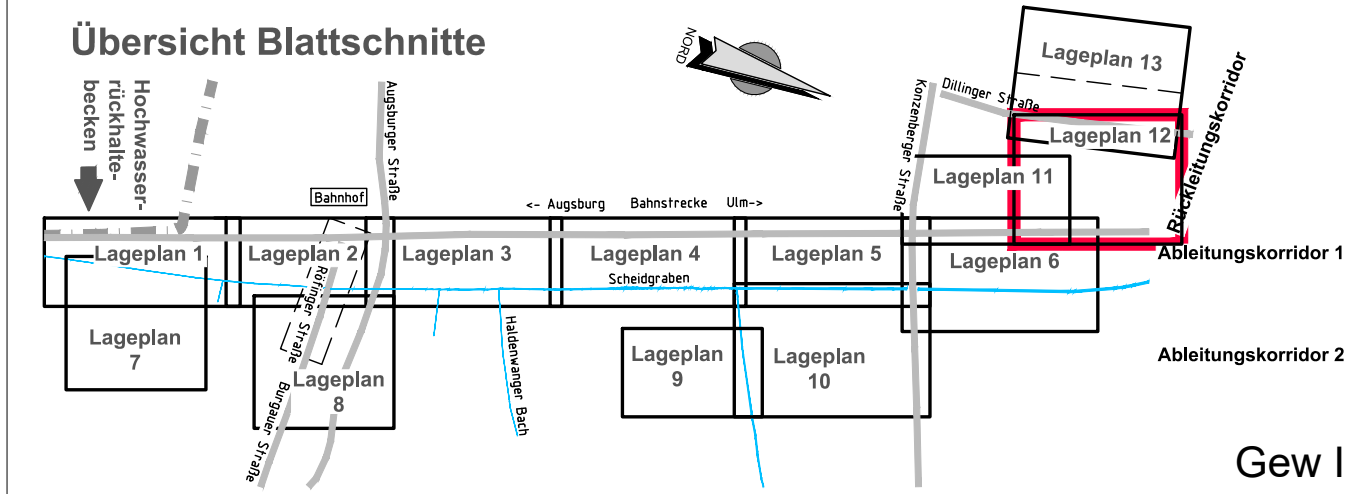 Übersicht Blattschnitte
Hochwasser-
rückhalte-
becken
NORD
Augsburger Straße
Bahnhof
<- Augsburg Bahnstrecke Ulm->
Konzenberger Straße
Dillinger Straße
Lageplan 13
Lageplan 12
Lageplan 11
Rückleitungskorridor
Lageplan 1
Lageplan 2
Lageplan 3
Lageplan 4
Lageplan 5
Lageplan 6
Ableitungskorridor 1
Scheidgraben
Röfinger Straße
Burgauer Straße
Haldenwanger Bach
Lageplan
7
Lageplan
8
Lageplan
9
Lageplan
10
Ableitungskorridor 2
Gew I